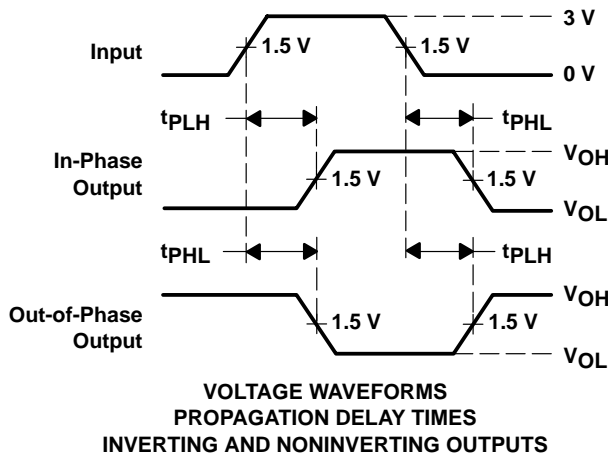 3 V
Input
1.5 V
1.5 V
0 V
tPLH
tPHL
In-Phase
Output
VOH
1.5 V
1.5 V
VOL
tPHL
tPLH
Out-of-Phase
Output
VOH
1.5 V
1.5 V
VOL
VOLTAGE WAVEFORMS
PROPAGATION DELAY TIMES
INVERTING AND NONINVERTING OUTPUTS